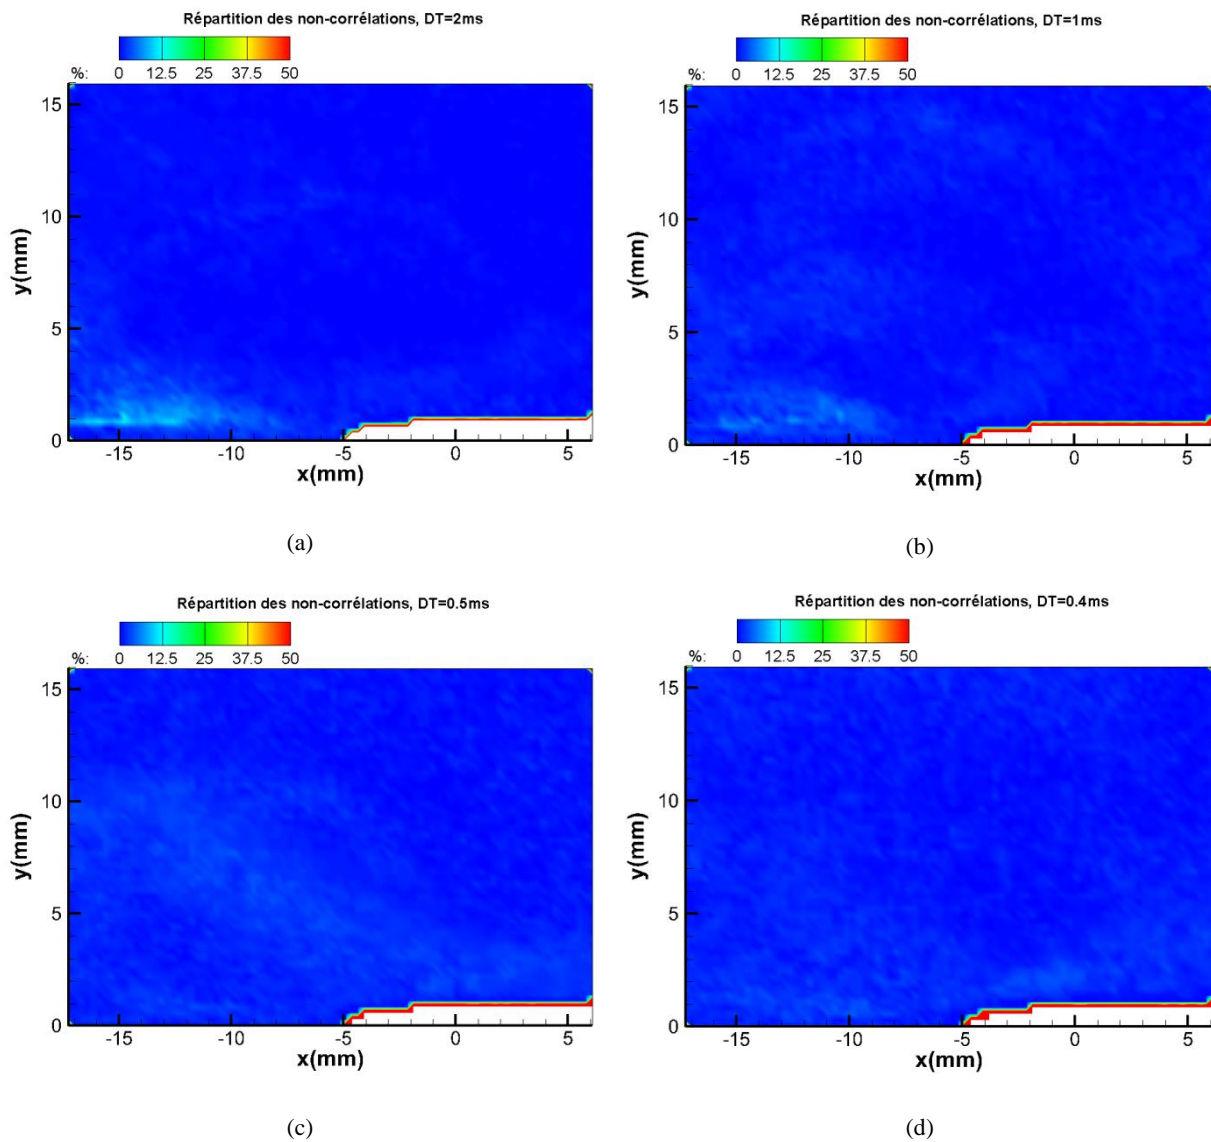 Répartition des non-corrélations, DT=2ms
%: 0 12.5 25 37.5 50
15
10
5
0
y(mm)
-15 -10 -5 0 5
x(mm)
(a)
Répartition des non-corrélations, DT=1ms
%: 0 12.5 25 37.5 50
15
10
5
0
y(mm)
-15 -10 -5 0 5
x(mm)
(b)
Répartition des non-corrélations, DT=0.5ms
%: 0 12.5 25 37.5 50
15
10
5
0
y(mm)
-15 -10 -5 0 5
x(mm)
(c)
Répartition des non-corrélations, DT=0.4ms
%: 0 12.5 25 37.5 50
15
10
5
0
y(mm)
-15 -10 -5 0 5
x(mm)
(d)